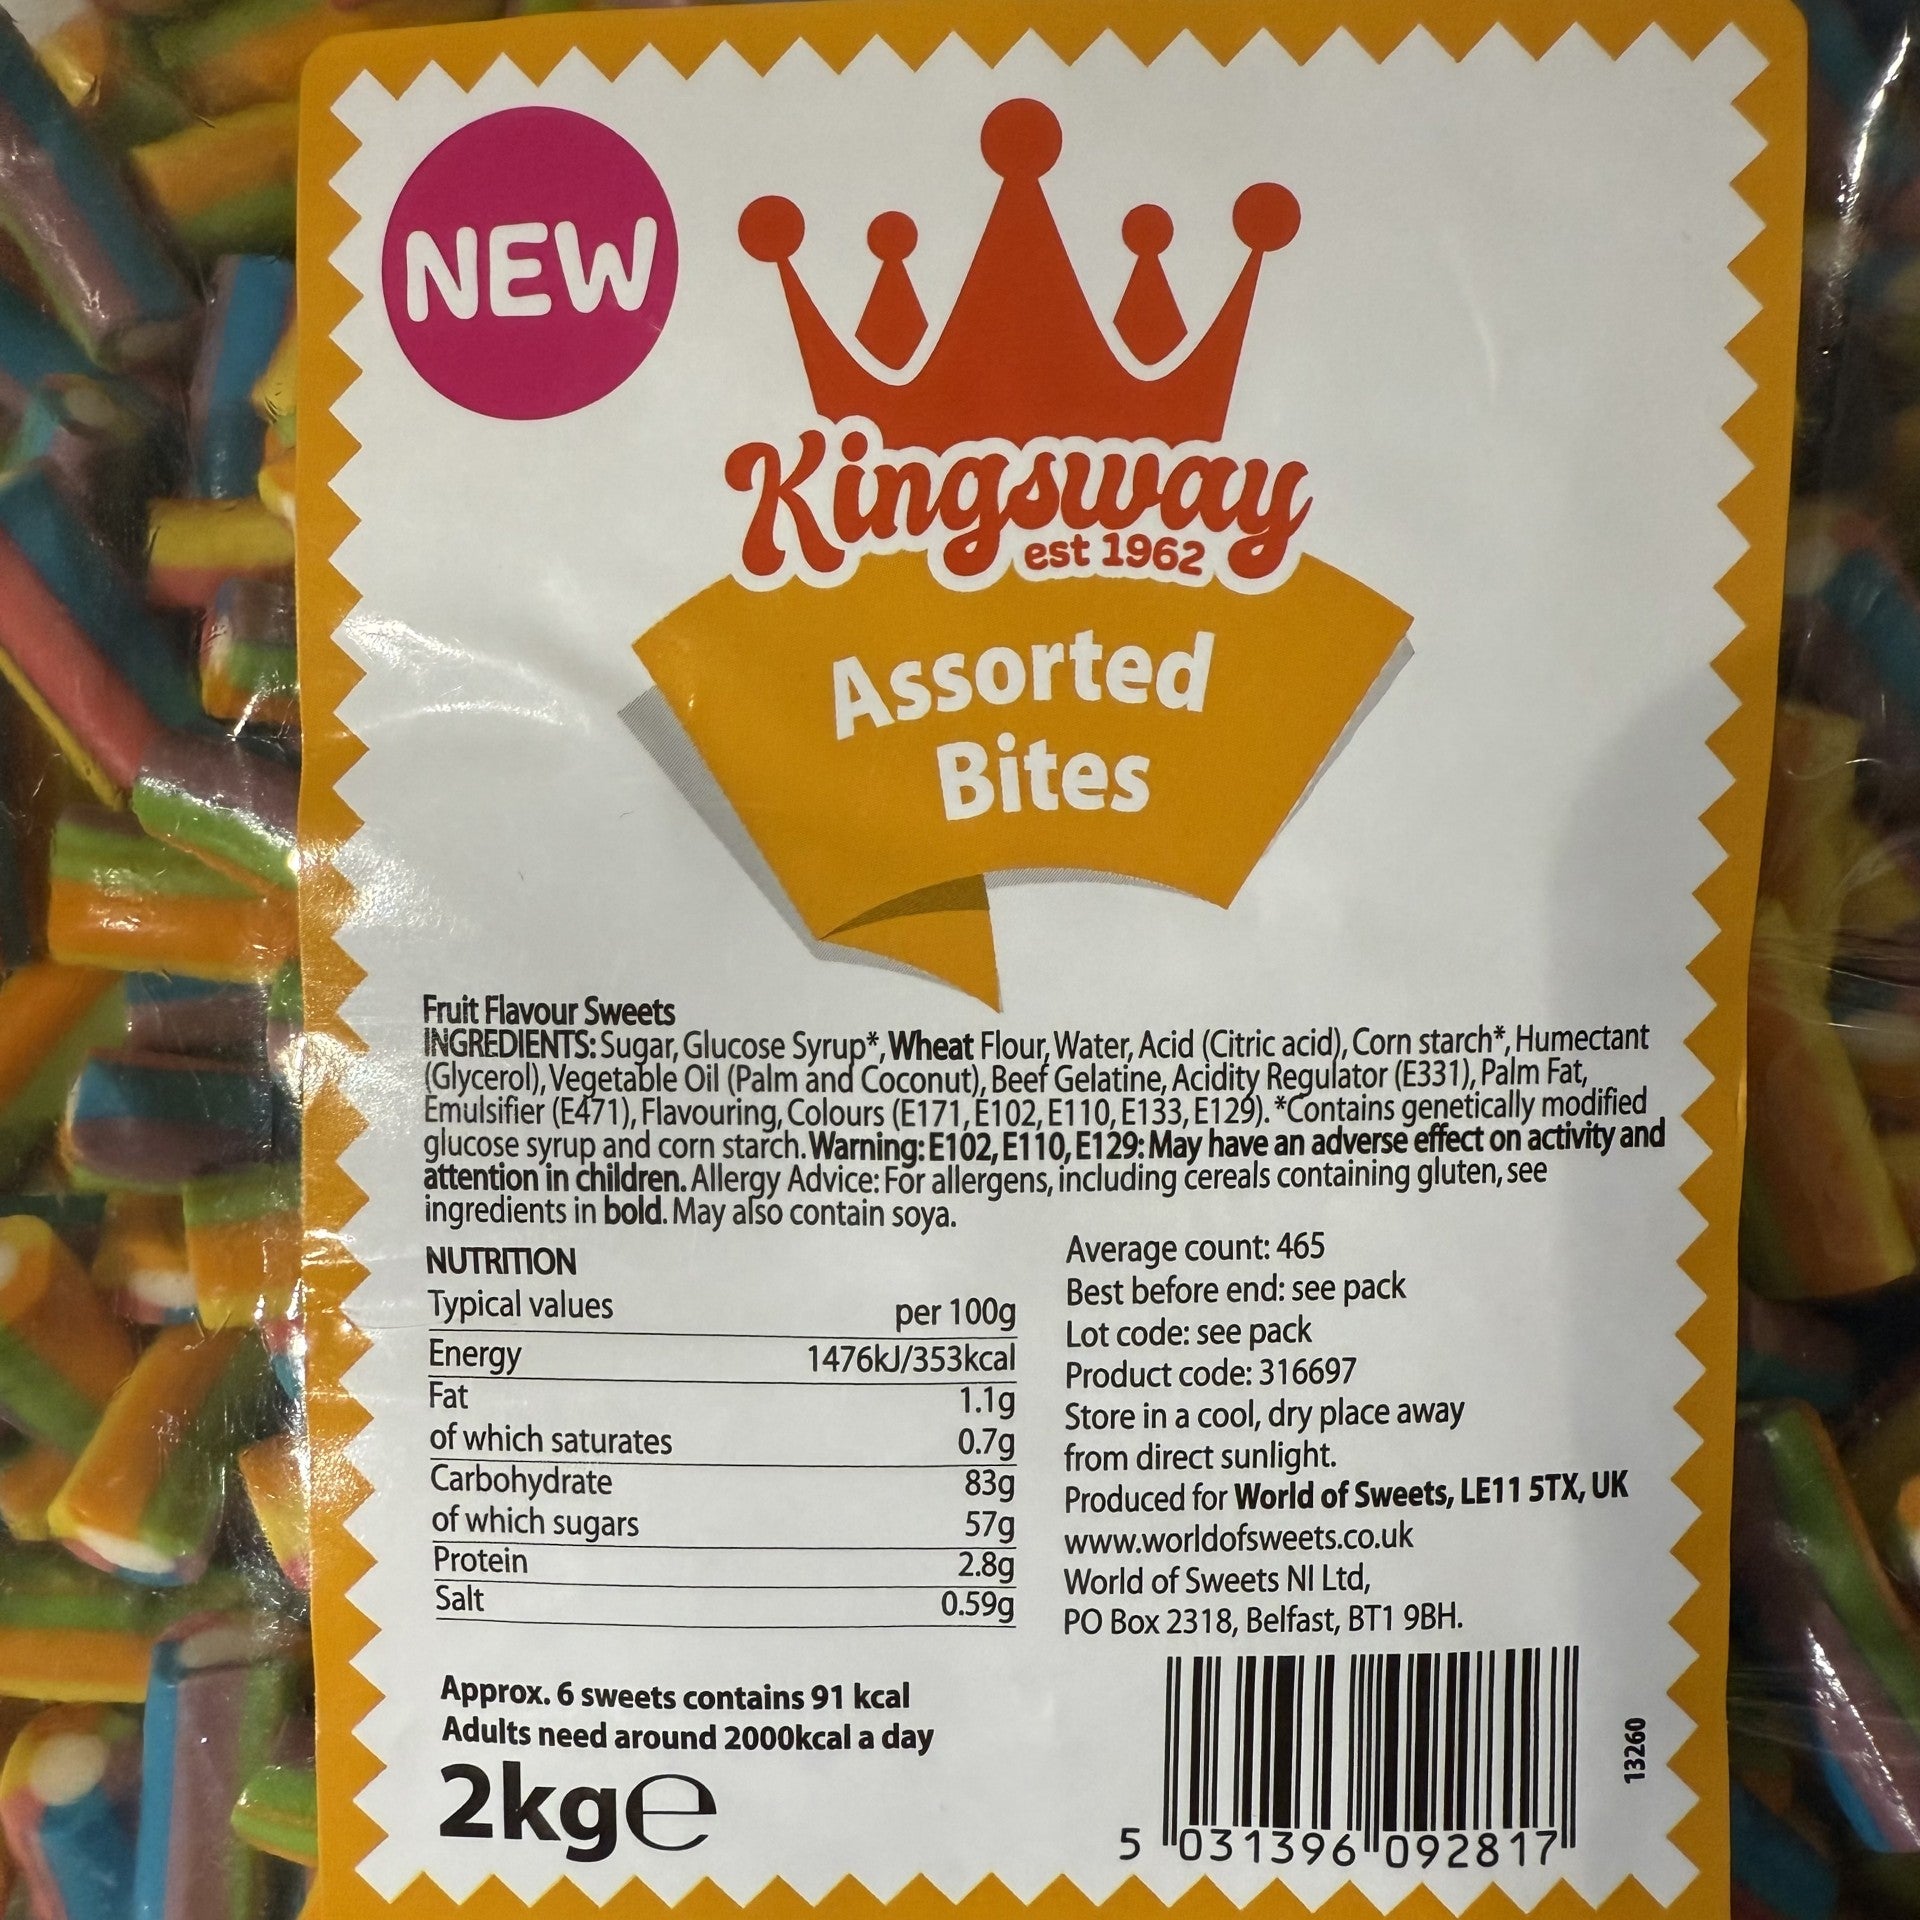 NEW
Kingsway
est 1962
Assorted
Bites
Fruit Flavour Sweets
INGREDIENTS: Sugar, Glucose Syrup*, Wheat Flour, Water, Acid (Citric acid), Corn starch*, Humectant
(Glycerol), Vegetable Oil (Palm and Coconut), Beef Gelatine, Acidity Regulator (E331), Palm Fat,
Emulsifier (E471), Flavouring, Colours (E171, E102, E110, E133, E129). *Contains genetically modified
glucose syrup and corn starch. Warning: E102, E110, E129: May have an adverse effect on activity and
attention in children. Allergy Advice: For allergens, including cereals containing gluten, see
ingredients in bold. May also contain soya.
NUTRITION
Typical values per 100g
Energy 1476kJ/353kcal
Fat 1.1g
of which saturates 0.7g
Carbohydrate 83g
of which sugars 57g
Protein 2.8g
Salt 0.59g
Approx. 6 sweets contains 91 kcal
Adults need around 2000kcal a day
2kge
Average count: 465
Best before end: see pack
Lot code: see pack
Product code: 316697
Store in a cool, dry place away
from direct sunlight.
Produced for World of Sweets, LE11 5TX, UK
www.worldofsweets.co.uk
World of Sweets NI Ltd,
PO Box 2318, Belfast, BT1 9BH.
5 031396 092817
13260